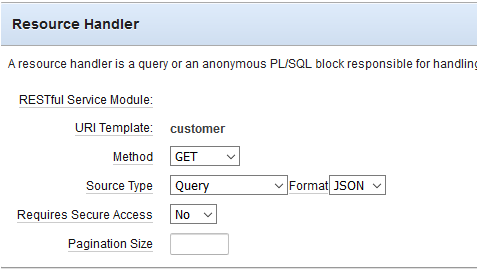 Resource Handler
A resource handler is a query or an anonymous PL/SQL block responsible for handling
RESTful Service Module:
URI Template: customer
Method GET
Source Type Query Format JSON
Requires Secure Access No
Pagination Size